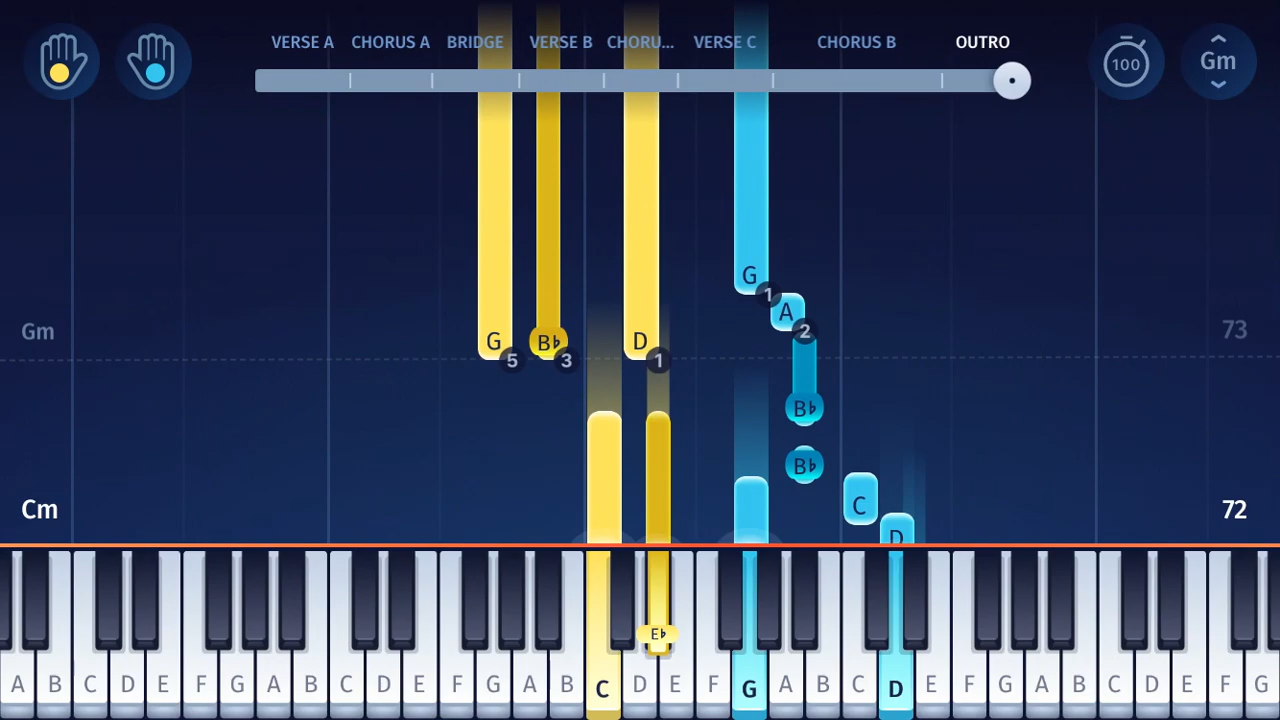 VERSE A CHORUS A BRIDGE VERSE B CHORU... VERSE C CHORUS B OUTRO
100
Gm
G
A
1
2
Gm
73
G
B♭
D
5
3
1
B♭
B♭
C
Cm
72
D
E♭
A B C D E F G A B C D E F G A B C D E F G A B C D E F G A B C D E F G